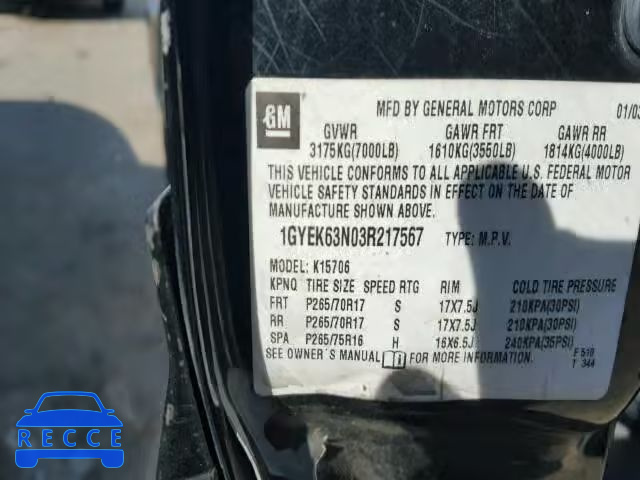 GM
MFD BY GENERAL MOTORS CORP 01/03
GVWR GAWR FRT GAWR RR
3175KG(7000LB) 1610KG(3550LB) 1814KG(4000LB)
THIS VEHICLE CONFORMS TO ALL APPLICABLE U.S. FEDERAL MOTOR
VEHICLE SAFETY STANDARDS IN EFFECT ON THE DATE OF
MANUFACTURE SHOWN ABOVE.
1GYEK63N03R217567 TYPE: M.P.V.
MODEL: K15706
KPNQ TIRE SIZE SPEED RTG RIM COLD TIRE PRESSURE
FRT P265/70R17 S 17X7.5J 210KPA(30PSI)
RR P265/70R17 S 17X7.5J 210KPA(30PSI)
SPA P265/75R16 H 16X6.5J 240KPA(35PSI)
SEE OWNER'S MANUAL FOR MORE INFORMATION. F 510
T 344
RECCE